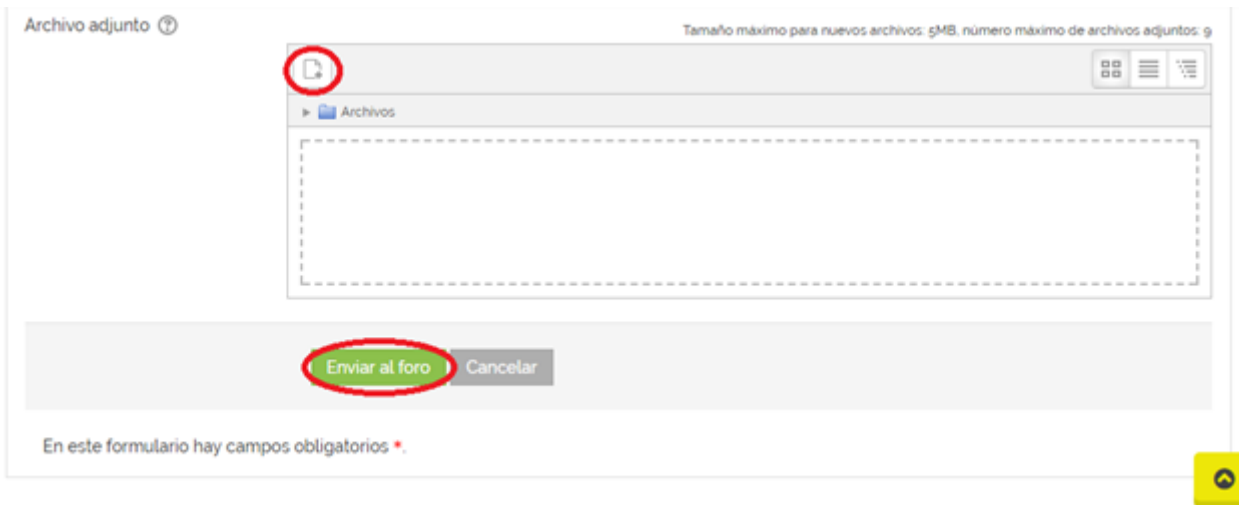 Archivo adjunto
Tamaño máximo para nuevos archivos: 5MB, número máximo de archivos adjuntos: 9
Archivos
Enviar al foro Cancelar
En este formulario hay campos obligatorios *.